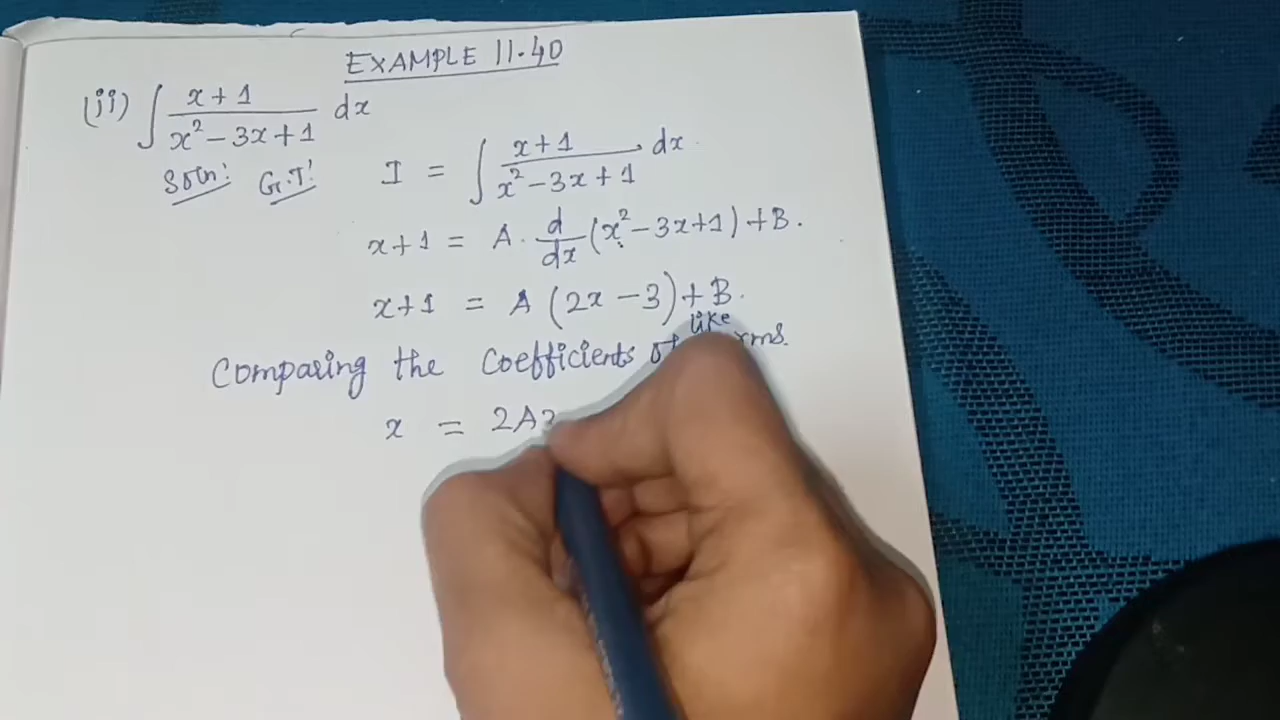 EXAMPLE 11.40
(ii) ∫ x+1 / x² - 3x + 1 dx
Soln: G.T:
I = ∫ x+1 / x² - 3x + 1 dx
x+1 = A. d/dx (x² - 3x + 1) + B.
x+1 = A (2x - 3) + B.
Comparing the coefficients like
x = 2A